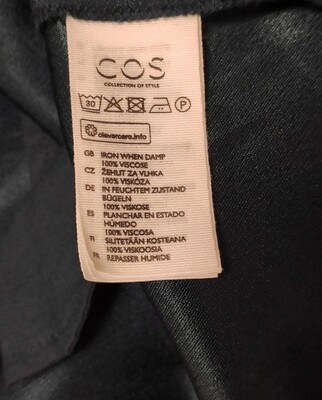 COS
COLLECTION OF STYLE
30 P
clevercare.info
GB IRON WHEN DAMP
100% VISCOSE
CZ ŽEHLIT ZA VLHKA
100% VISKÓZA
DE IN FEUCHTEM ZUSTAND
BÜGELN
100% VISKOSE
ES PLANCHAR EN ESTADO
HÚMEDO
100% VISCOSA
FI SILITETÄÄN KOSTEANA
100% VISKOOSIA
FR REPASSER HUMIDE